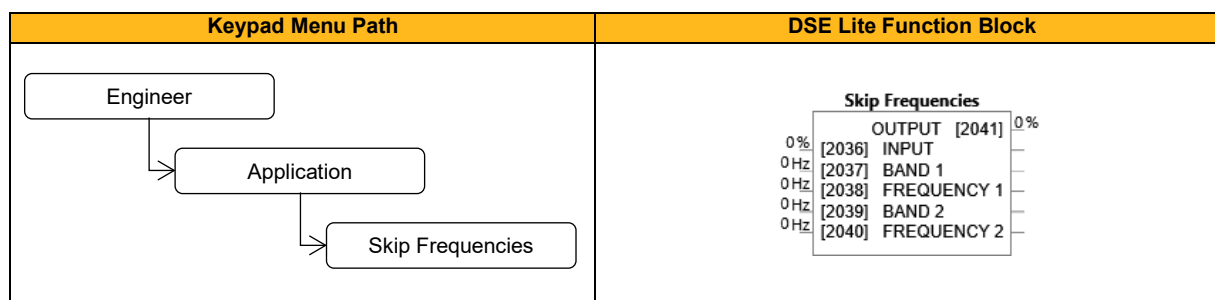 Keypad Menu Path
DSE Lite Function Block
Engineer
Application
Skip Frequencies
Skip Frequencies
OUTPUT [2041] 0 %
0 % [2036] INPUT
0 Hz [2037] BAND 1
0 Hz [2038] FREQUENCY 1
0 Hz [2039] BAND 2
0 Hz [2040] FREQUENCY 2